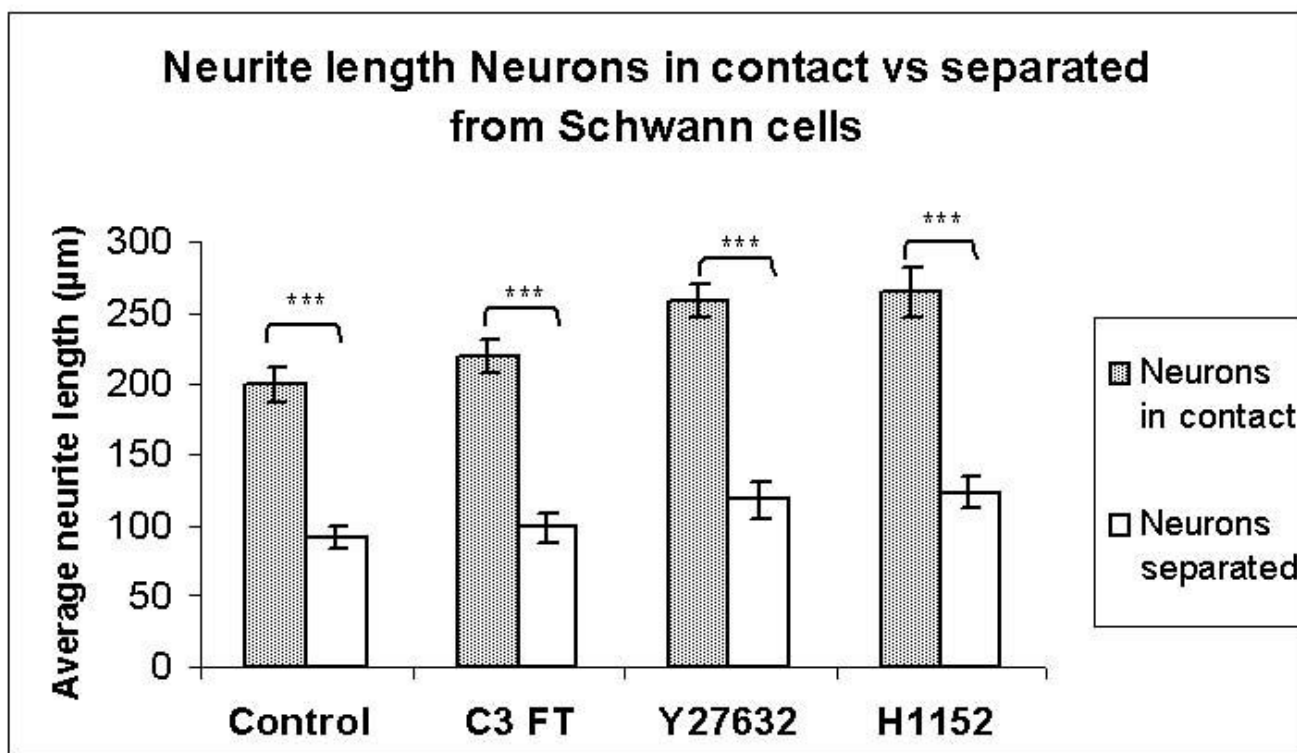 Neurite length Neurons in contact vs separated
from Schwann cells
Average neurite length (µm)
300
250
200
150
100
50
0
***
***
***
***
Control
C3 FT
Y27632
H1152
Neurons
in contact
Neurons
separated